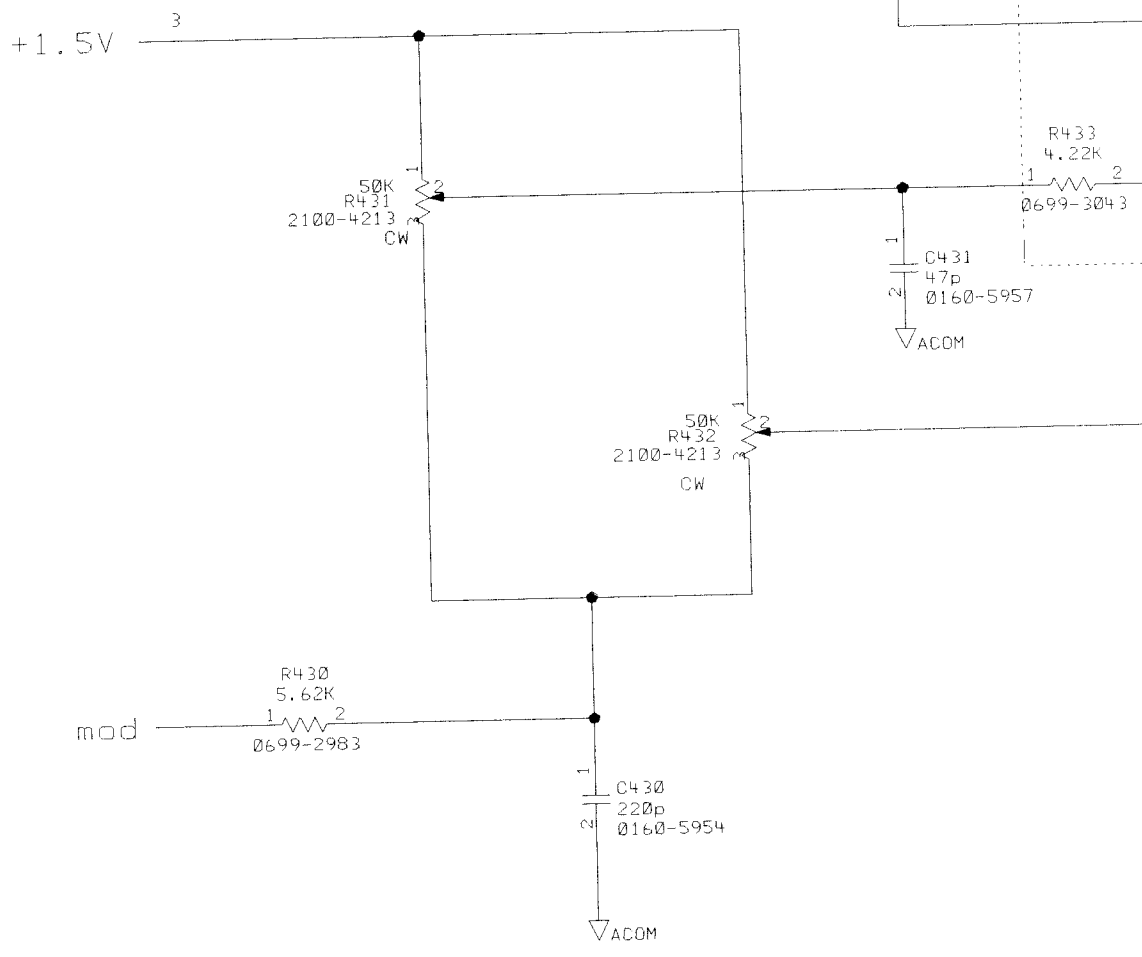 3
+1.5V
R433
4.22K
1 2
0699-3043
1
50K 2
R431
2100-4213 3
CW
1
C431
47p
2
0160-5957
ACOM
1
50K 2
R432
2100-4213 3
CW
R430
5.62K
1 2
mod
0699-2983
1
C430
220p
2
0160-5954
ACOM